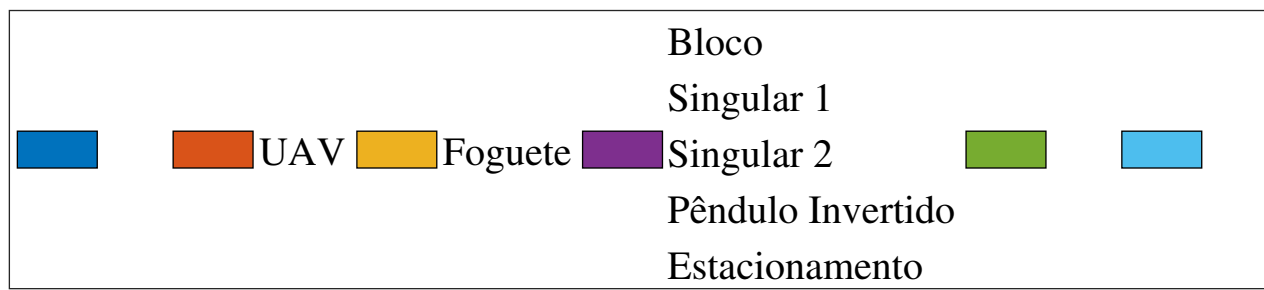 Bloco
Singular 1
UAV Foguete Singular 2
Pêndulo Invertido
Estacionamento